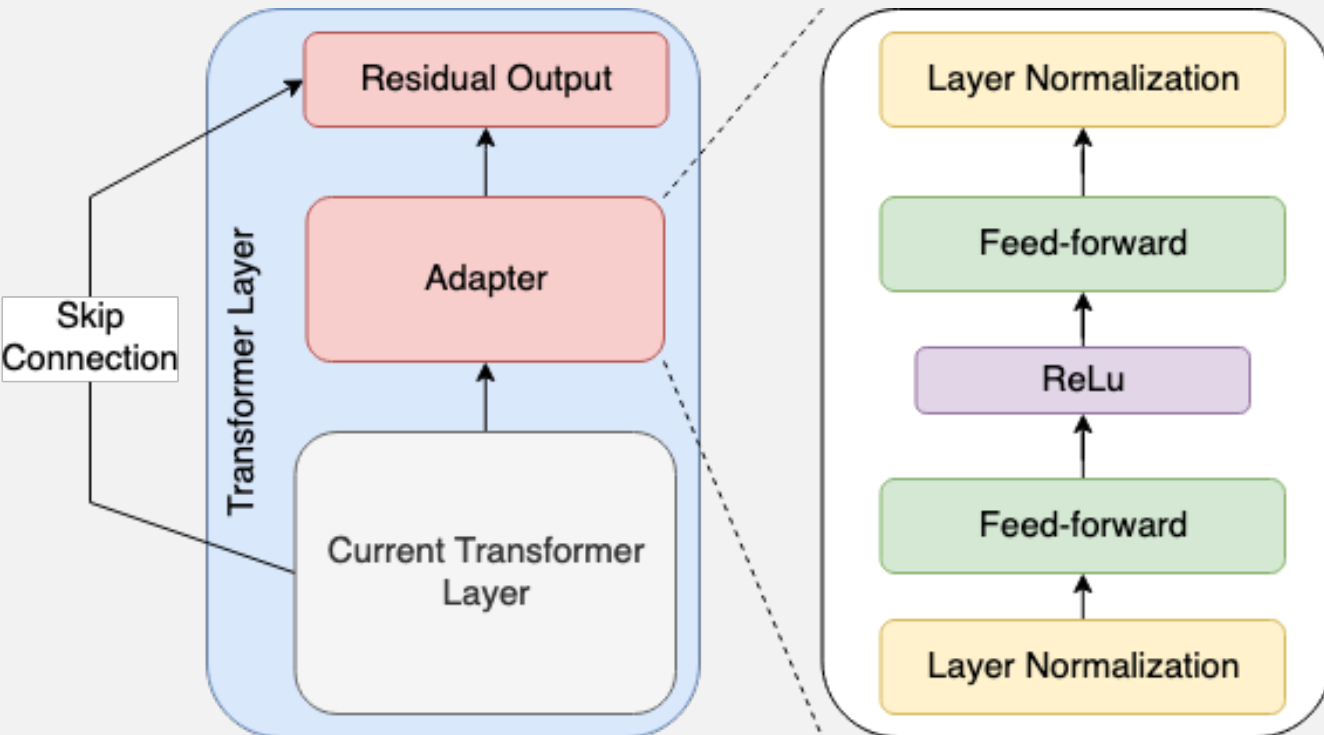 Residual Output
Adapter
Skip
Connection
Transformer Layer
Current Transformer
Layer
Layer Normalization
Feed-forward
ReLu
Feed-forward
Layer Normalization